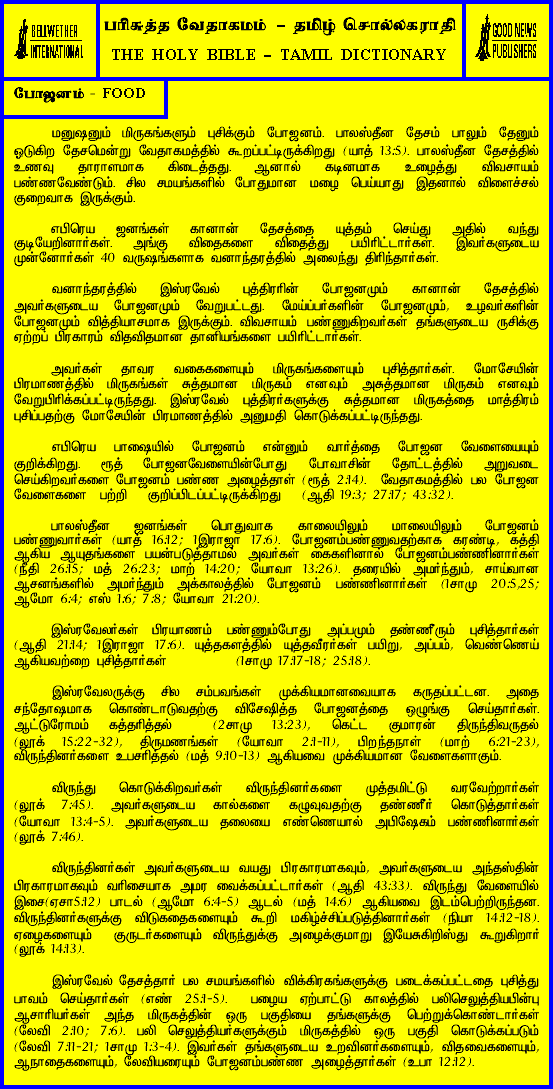 BELLWETHER
INTERNATIONAL
பரிசுத்த வேதாகமம் – தமிழ் சொல்லகராதி
THE HOLY BIBLE – TAMIL DICTIONARY
GOOD NEWS
PUBLISHERS
போஜனம் - FOOD
மனுஷனும் மிருகங்களும் புசிக்கும் போஜனம். பாலஸ்தீன தேசம் பாலும் தேனும்
ஓடுகிற தேசமென்று வேதாகமத்தில் கூறப்பட்டிருக்கிறது (யாத் 13:5). பாலஸ்தீன தேசத்தில்
உணவு தாராளமாக கிடைத்தது. ஆனால் கடினமாக உழைத்து விவசாயம்
பண்ணவேண்டும். சில சமயங்களில் போதுமான மழை பெய்யாது இதனால் விளைச்சல்
குறைவாக இருக்கும்.
எபிரெய ஜனங்கள் கானான் தேசத்தை யுத்தம் செய்து அதில் வந்து
குடியேறினார்கள். அங்கு விதைகளை விதைத்து பயிரிட்டார்கள். இவர்களுடைய
முன்னோர்கள் 40 வருஷங்களாக வனாந்தரத்தில் அலைந்து திரிந்தார்கள்.
வனாந்தரத்தில் இஸ்ரவேல் புத்திரரின் போஜனமும் கானான் தேசத்தில்
அவர்களுடைய போஜனமும் வேறுபட்டது. மேய்ப்பர்களின் போஜனமும், உழவர்களின்
போஜனமும் வித்தியாசமாக இருக்கும். விவசாயம் பண்ணுகிறவர்கள் தங்களுடைய ருசிக்கு
ஏற்றப் பிரகாரம் விதவிதமான தானியங்களை பயிரிட்டார்கள்.
அவர்கள் தாவர வகைகளையும் மிருகங்களையும் புசித்தார்கள். மோசேயின்
பிரமாணத்தில் மிருகங்கள் சுத்தமான மிருகம் எனவும் அசுத்தமான மிருகம் எனவும்
வேறுபிரிக்கப்பட்டிருந்தது. இஸ்ரவேல் புத்திரர்களுக்கு சுத்தமான மிருகத்தை மாத்திரம்
புசிப்பதற்கு மோசேயின் பிரமாணத்தில் அனுமதி கொடுக்கப்பட்டிருந்தது.
எபிரெய பாஷையில் போஜனம் என்னும் வார்த்தை போஜன வேளையையும்
குறிக்கிறது. ரூத் போஜனவேளையின்போது போவாசின் தோட்டத்தில் அறுவடை
செய்கிறவர்களை போஜனம் பண்ண அழைத்தாள் (ரூத் 2:14). வேதாகமத்தில் பல போஜன
வேளைகளை பற்றி குறிப்பிடப்பட்டிருக்கிறது (ஆதி 19:3; 27:17; 43:32).
பாலஸ்தீன ஜனங்கள் பொதுவாக காலையிலும் மாலையிலும் போஜனம்
பண்ணுவார்கள் (யாத் 16:12; 1இராஜா 17:6). போஜனம்பண்ணுவதற்காக கரண்டி, கத்தி
ஆகிய ஆயுதங்களை பயன்படுத்தாமல் அவர்கள் கைகளினால் போஜனம்பண்ணினார்கள்
(நீதி 26:15; மத் 26:23; மாற் 14:20; யோவா 13:26). தரையில் அமர்ந்தும், சாய்வான
ஆசனங்களில் அமர்ந்தும் அக்காலத்தில் போஜனம் பண்ணினார்கள் (1சாமு 20:5,25;
ஆமோ 6:4; எஸ் 1:6; 7:8; யோவா 21:20).
இஸ்ரவேலர்கள் பிரயாணம் பண்ணும்போது அப்பமும் தண்ணீரும் புசித்தார்கள்
(ஆதி 21:14; 1இராஜா 17:6). யுத்தகளத்தில் யுத்தவீரர்கள் பயிறு, அப்பம், வெண்ணெய்
ஆகியவற்றை புசித்தார்கள் (1சாமு 17:17-18; 25:18).
இஸ்ரவேலருக்கு சில சம்பவங்கள் முக்கியமானவையாக கருதப்பட்டன. அதை
சந்தோஷமாக கொண்டாடுவதற்கு விசேஷித்த போஜனத்தை ஒழுங்கு செய்தார்கள்.
ஆட்டுரோமம் கத்தரித்தல் (2சாமு 13:23), கெட்ட குமாரன் திருந்திவருதல்
(லூக் 15:22-32), திருமணங்கள் (யோவா 2:1-11), பிறந்தநாள் (மாற் 6:21-23),
விருந்தினர்களை உபசரித்தல் (மத் 9:10-13) ஆகியவை முக்கியமான வேளைகளாகும்.
விருந்து கொடுக்கிறவர்கள் விருந்தினர்களை முத்தமிட்டு வரவேற்றார்கள்
(லூக் 7:45). அவர்களுடைய கால்களை கழுவுவதற்கு தண்ணீர் கொடுத்தார்கள்
(யோவா 13:4-5). அவர்களுடைய தலையை எண்ணெயால் அபிஷேகம் பண்ணினார்கள்
(லூக் 7:46).
விருந்தினர்கள் அவர்களுடைய வயது பிரகாரமாகவும், அவர்களுடைய அந்தஸ்தின்
பிரகாரமாகவும் வரிசையாக அமர வைக்கப்பட்டார்கள் (ஆதி 43:33). விருந்து வேளையில்
இசை(ஏசா5:12) பாடல் (ஆமோ 6:4-5) ஆடல் (மத் 14:6) ஆகியவை இடம்பெற்றிருந்தன.
விருந்தினர்களுக்கு விடுகதைகளையும் கூறி மகிழ்ச்சிப்படுத்தினார்கள் (நியா 14:12-18).
ஏழைகளையும் குருடர்களையும் விருந்துக்கு அழைக்குமாறு இயேசுகிறிஸ்து கூறுகிறார்
(லூக் 14:13).
இஸ்ரவேல் தேசத்தார் பல சமயங்களில் விக்கிரகங்களுக்கு படைக்கப்பட்டதை புசித்து
பாவம் செய்தார்கள் (எண் 25:1-5). பழைய ஏற்பாட்டு காலத்தில் பலிசெலுத்தியபின்பு
ஆசாரியர்கள் அந்த மிருகத்தின் ஒரு பகுதியை தங்களுக்கு பெற்றுக்கொண்டார்கள்
(லேவி 2:10; 7:6). பலி செலுத்தியர்களுக்கும் மிருகத்தில் ஒரு பகுதி கொடுக்கப்படும்
(லேவி 7:11-21; 1சாமு 1:3-4). இவர்கள் தங்களுடைய உறவினர்களையும், விதவைகளையும்,
ஆநாதைகளையும், லேவியரையும் போஜனம்பண்ண அழைத்தார்கள் (உபா 12:12).